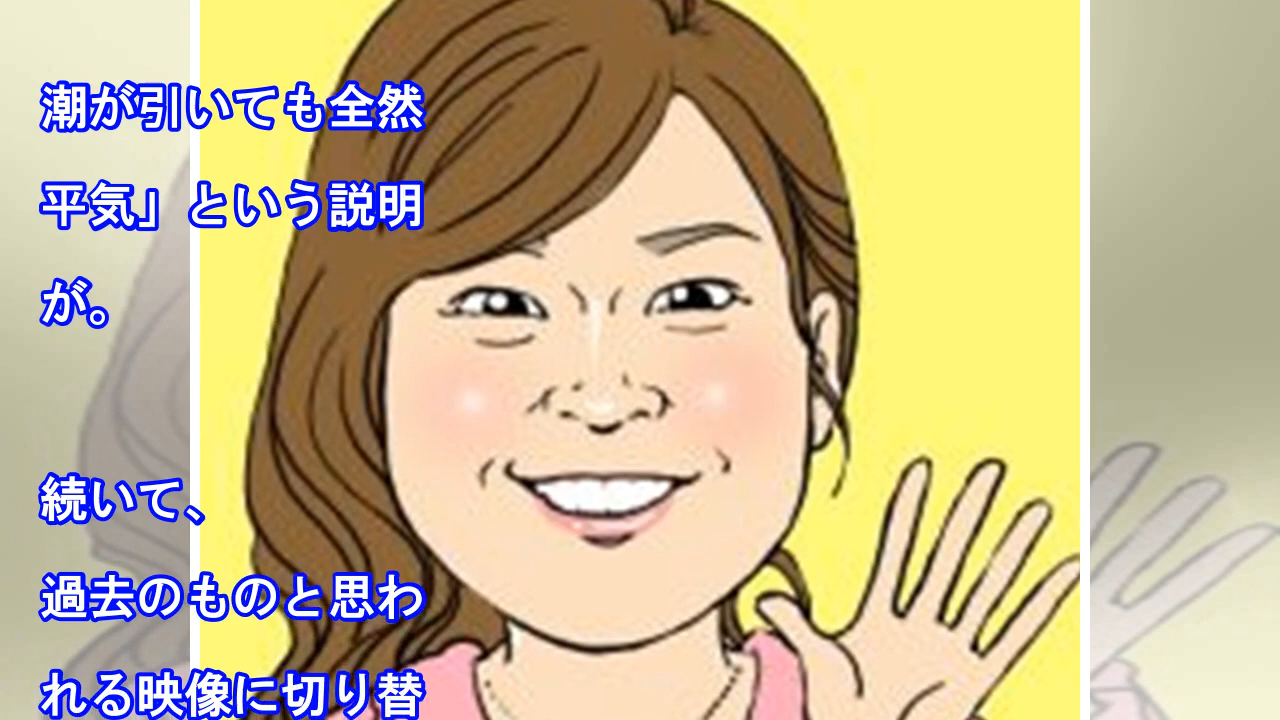 潮が引いても全然
平気」という説明
が。
続いて、
過去のものと思わ
れる映像に切り替